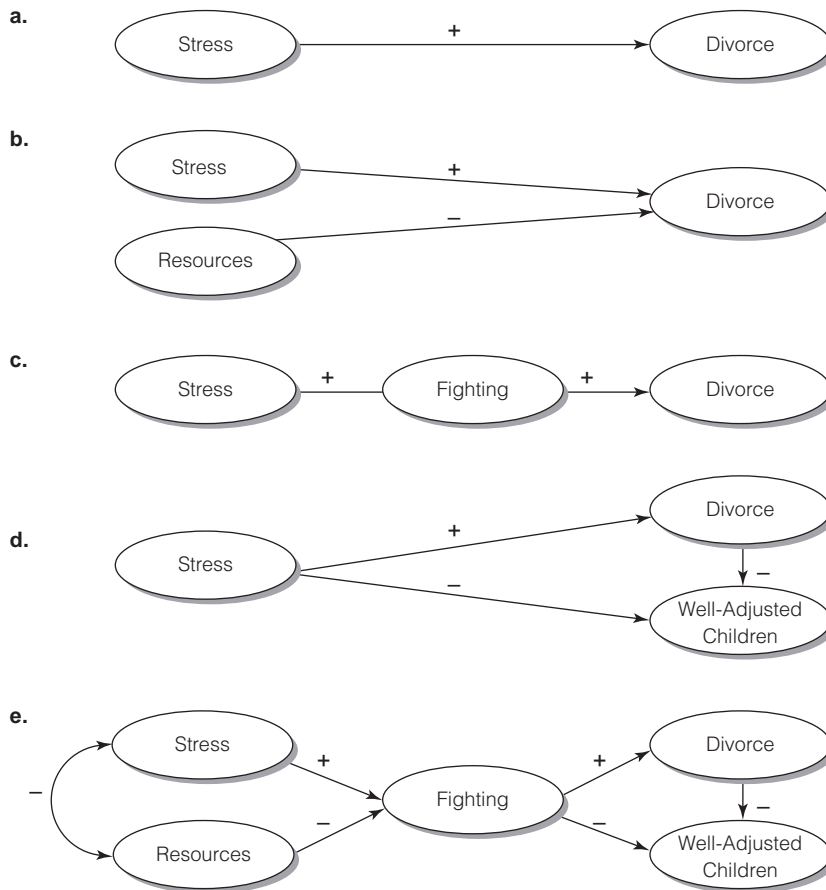 a.
Stress
+
Divorce
b.
Stress
+
Divorce
–
Resources
c.
Stress
+
Fighting
+
Divorce
d.
Divorce
+
Stress
–
–
Well-Adjusted
Children
e.
Stress
+
+
Divorce
–
Fighting
–
–
–
Resources
Well-Adjusted
Children